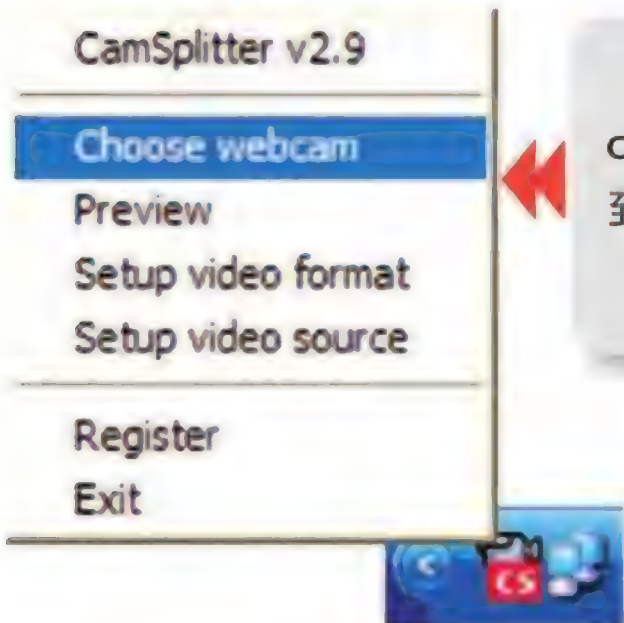 CamSplitter v2.9
Choose webcam
Preview
Setup video format
Setup video source
Register
Exit
CS